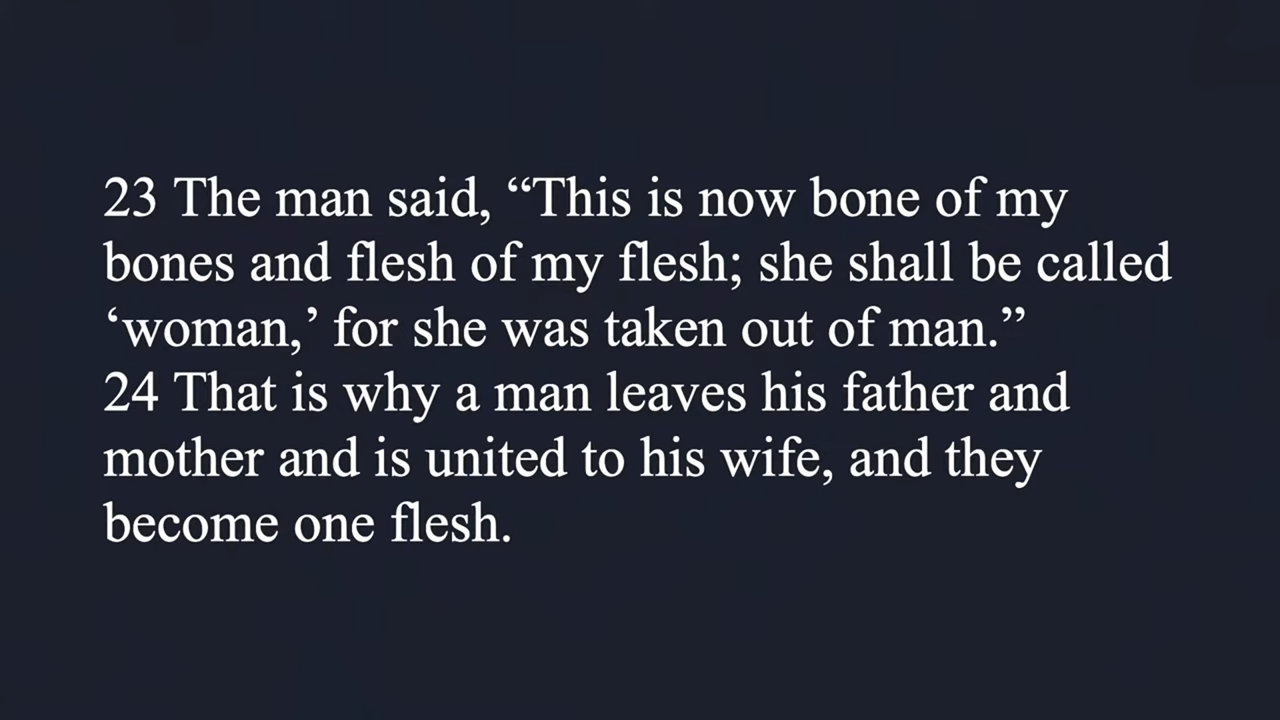 23 The man said, “This is now bone of my
bones and flesh of my flesh; she shall be called
‘woman,’ for she was taken out of man.”
24 That is why a man leaves his father and
mother and is united to his wife, and they
become one flesh.